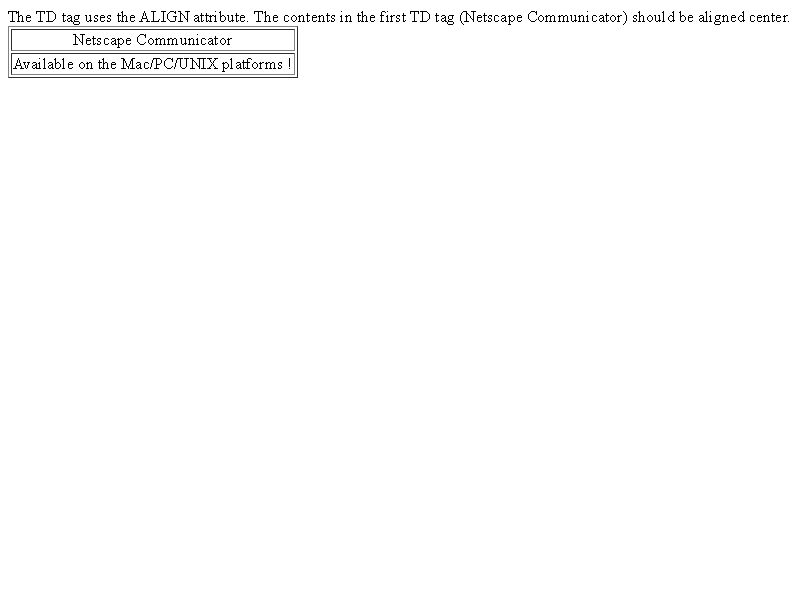 The TD tag uses the ALIGN attribute. The contents in the first TD tag (Netscape Communicator) should be aligned center.
Netscape Communicator
Available on the Mac/PC/UNIX platforms !